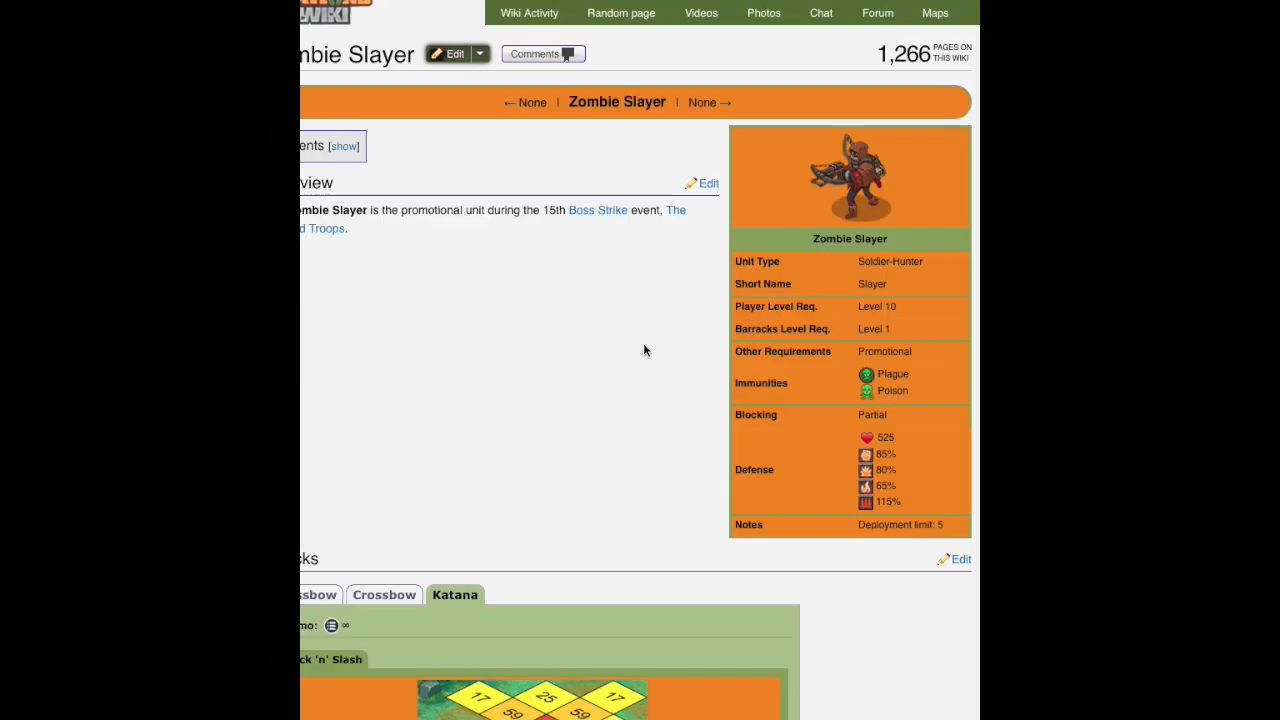 WIKI
Wiki Activity Random page Videos Photos Chat Forum Maps
mbie Slayer Edit Comments 1,266 PAGES ON THIS WIKI
← None | Zombie Slayer | None →
ents [show]
view Edit
ombie Slayer is the promotional unit during the 15th Boss Strike event, The
d Troops.
Zombie Slayer
Unit Type Soldier-Hunter
Short Name Slayer
Player Level Req. Level 10
Barracks Level Req. Level 1
Other Requirements Promotional
Immunities Plague
Poison
Blocking Partial
Defense 525
85%
80%
65%
115%
Notes Deployment limit: 5
cks Edit
ssbow Crossbow Katana
mo: ∞
ck 'n' Slash
17 25 17
59 59